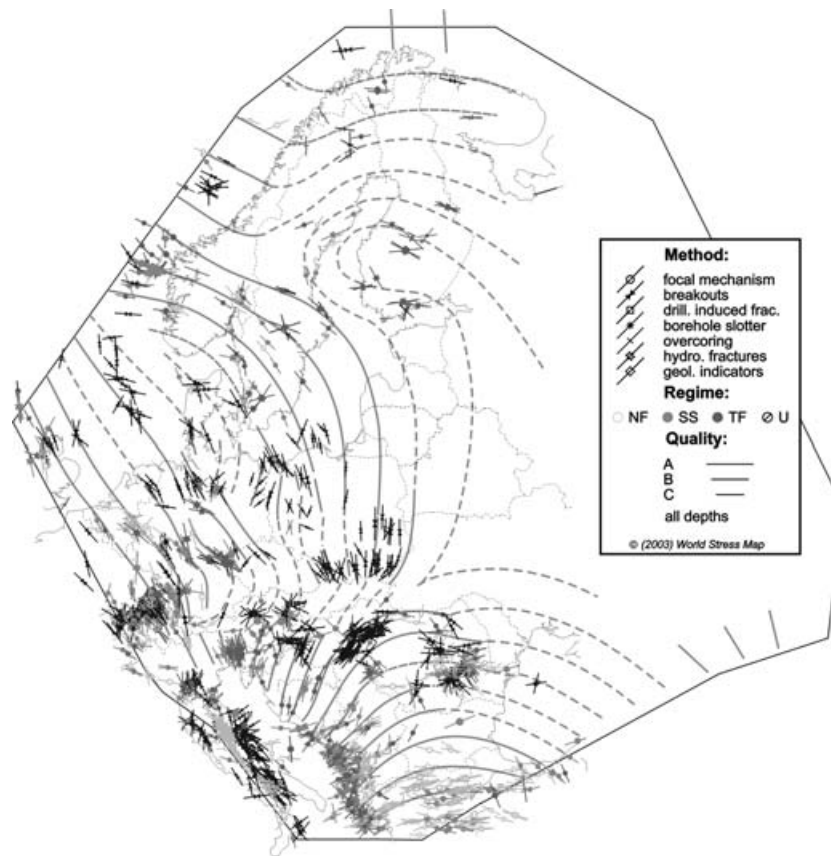 Method:
focal mechanism
breakouts
drill. induced frac.
borehole slotter
overcoring
hydro. fractures
geol. indicators
Regime:
NF SS TF U
Quality:
A
B
C
all depths
© (2003) World Stress Map